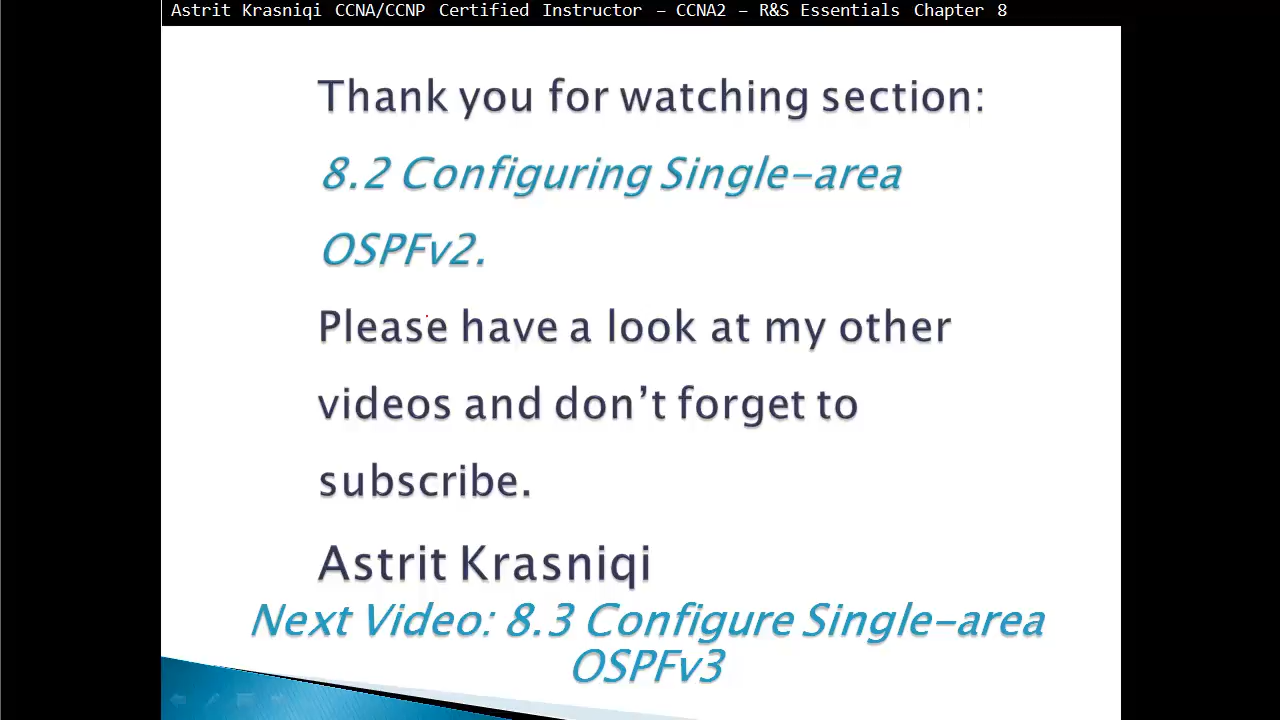 Astrit Krasniqi CCNA/CCNP Certified Instructor – CCNA2 – R&S Essentials Chapter 8
Thank you for watching section:
8.2 Configuring Single-area
OSPFv2.
Please have a look at my other
videos and don’t forget to
subscribe.
Astrit Krasniqi
Next Video: 8.3 Configure Single-area
OSPFv3